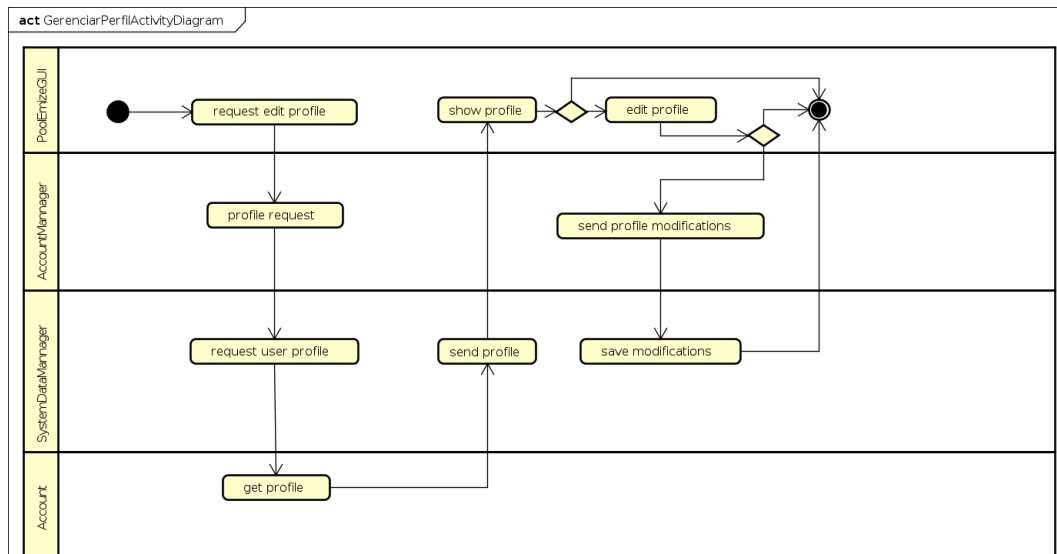 act GerenciarPerfilActivityDiagram
PoolEmizeGUI
request edit profile
show profile
edit profile
AccountMannager
profile request
send profile modifications
SystemDataMannager
request user profile
send profile
save modifications
Account
get profile